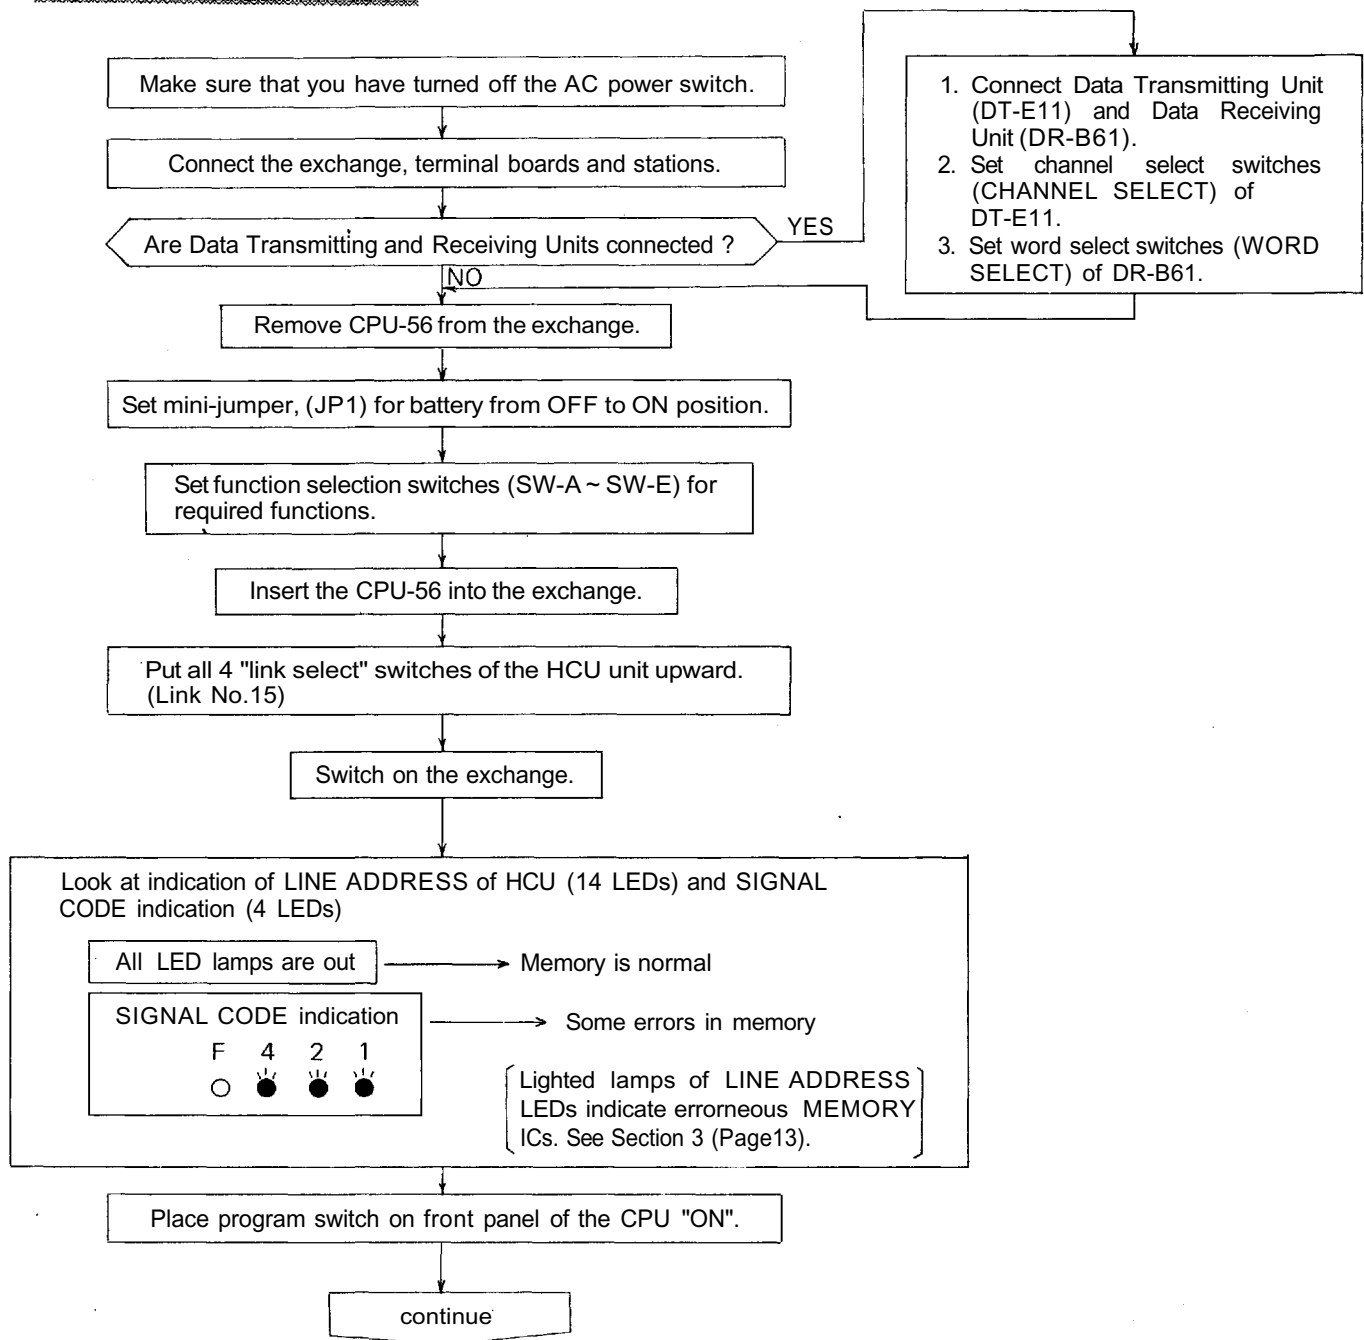 Make sure that you have turned off the AC power switch.
Connect the exchange, terminal boards and stations.
Are Data Transmitting and Receiving Units connected ?
YES
1. Connect Data Transmitting Unit
(DT-E11) and Data Receiving
Unit (DR-B61).
2. Set channel select switches
(CHANNEL SELECT) of
DT-E11.
3. Set word select switches (WORD
SELECT) of DR-B61.
NO
Remove CPU-56 from the exchange.
Set mini-jumper, (JP1) for battery from OFF to ON position.
Set function selection switches (SW-A ~ SW-E) for
required functions.
Insert the CPU-56 into the exchange.
Put all 4 "link select" switches of the HCU unit upward.
(Link No.15)
Switch on the exchange.
Look at indication of LINE ADDRESS of HCU (14 LEDs) and SIGNAL
CODE indication (4 LEDs)
All LED lamps are out
Memory is normal
SIGNAL CODE indication
Some errors in memory
F 4 2 1
Lighted lamps of LINE ADDRESS
LEDs indicate errorneous MEMORY
ICs. See Section 3 (Page13).
Place program switch on front panel of the CPU "ON".
continue